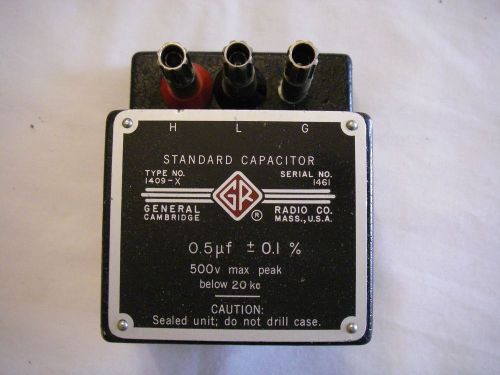 H L G
STANDARD CAPACITOR
TYPE NO. SERIAL NO.
1409-X 1461
GR
®
GENERAL RADIO CO.
CAMBRIDGE MASS., U.S.A.
0.5µf ± 0.1 %
500v max peak
below 20 kc
CAUTION:
Sealed unit; do not drill case.